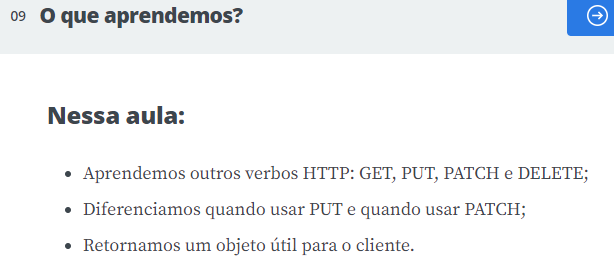 09 O que aprendemos?
Nessa aula:
• Aprendemos outros verbos HTTP: GET, PUT, PATCH e DELETE;
• Diferenciamos quando usar PUT e quando usar PATCH;
• Retornamos um objeto útil para o cliente.